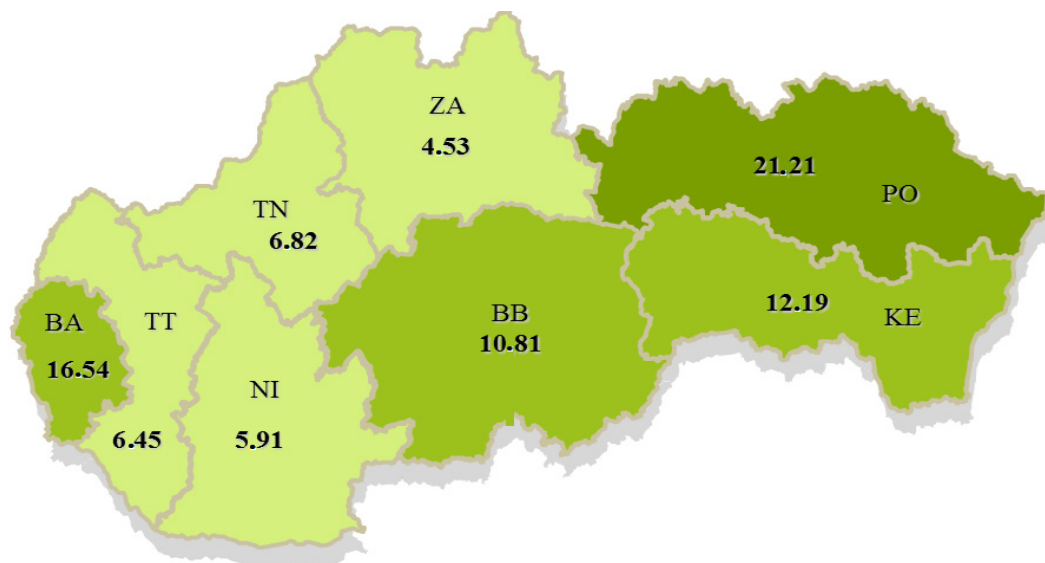 ZA
4.53
21.21
PO
TN
6.82
BA
16.54
TT
6.45
NI
5.91
BB
10.81
12.19
KE